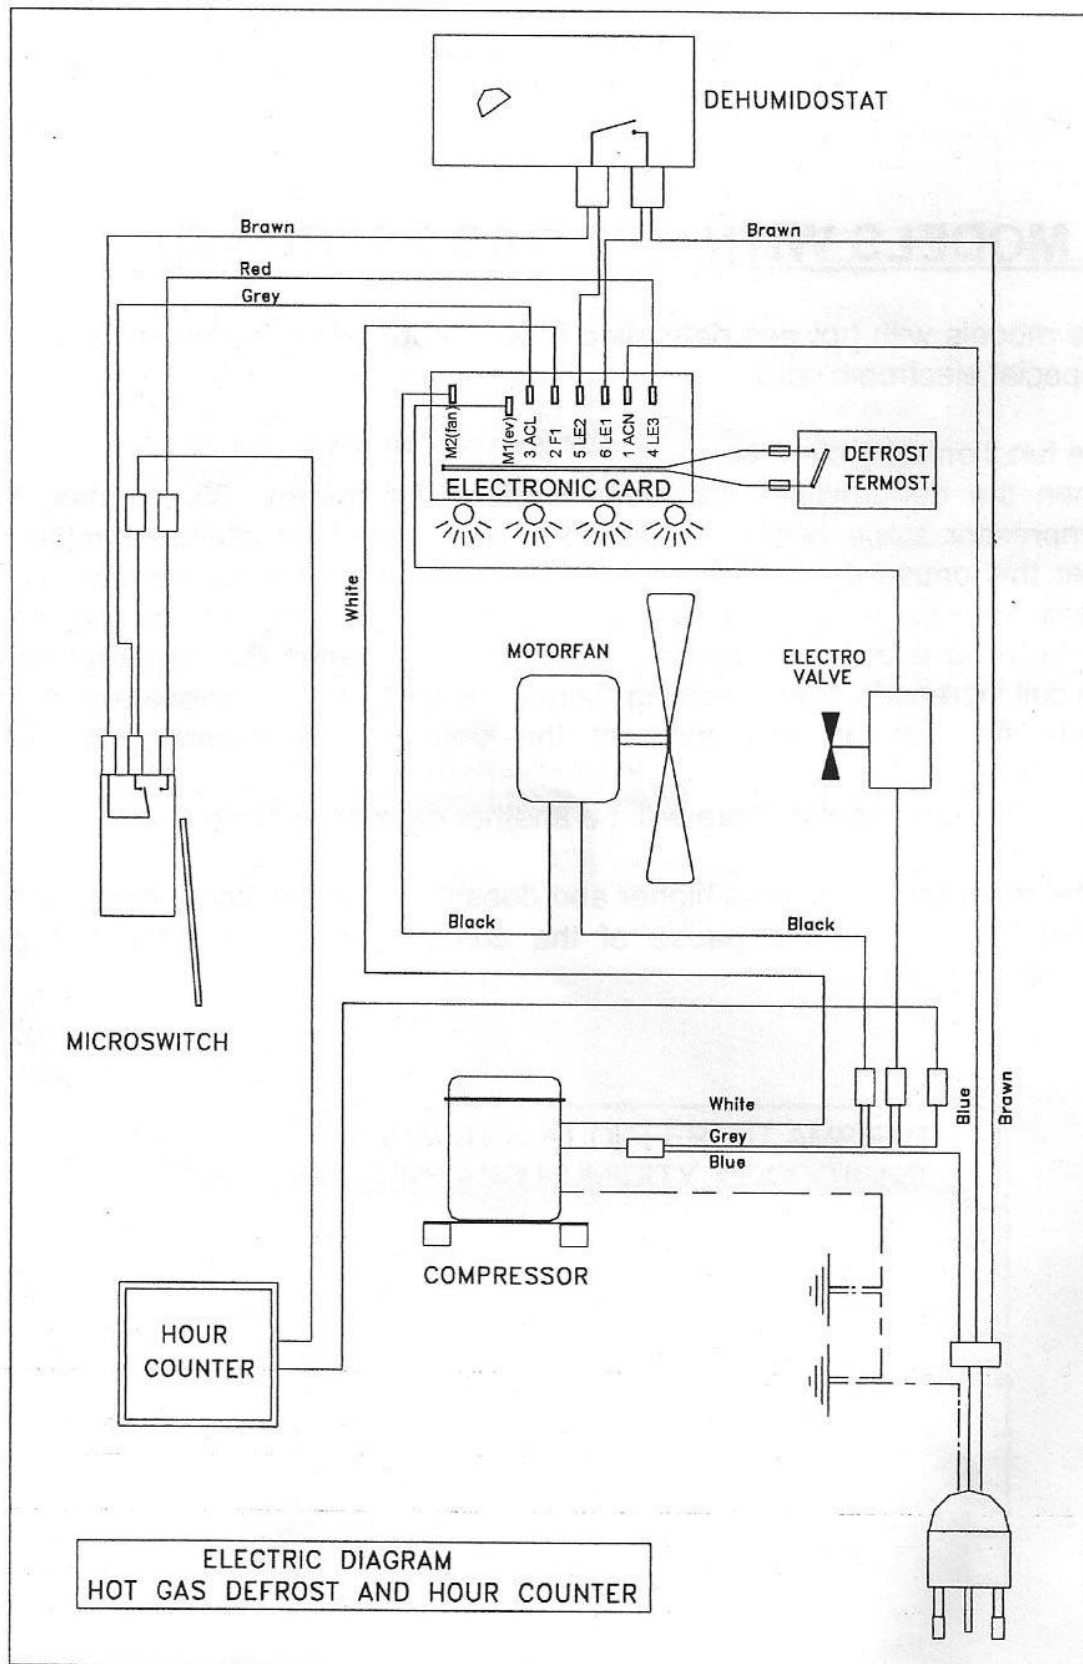 DEHUMIDOSTAT
Brawn
Brawn
Red
Grey
M2(fan)
M1(ev)
3 ACL
2 F1
5 LE2
6 LE1
1 ACN
4 LE3
ELECTRONIC CARD
DEFROST
TERMOST.
White
MOTORFAN
ELECTRO
VALVE
Black
Black
MICROSWITCH
White
Grey
Blue
Blue
Brawn
COMPRESSOR
HOUR
COUNTER
ELECTRIC DIAGRAM
HOT GAS DEFROST AND HOUR COUNTER